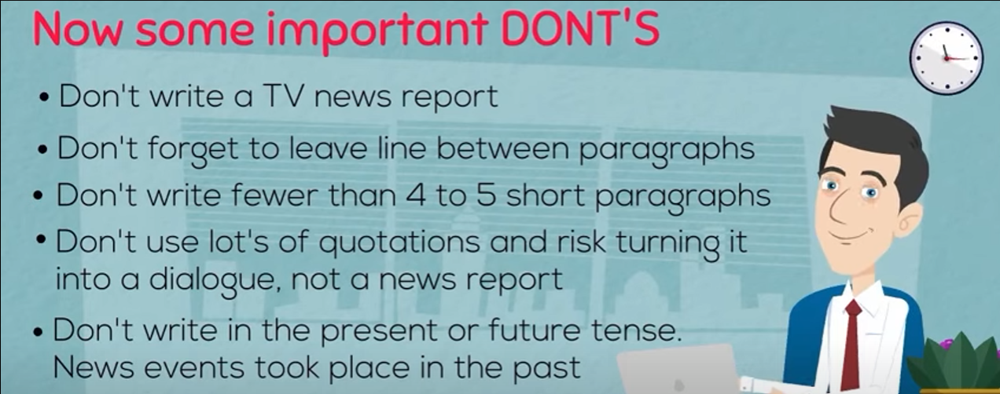 Now some important DONT'S
• Don't write a TV news report
• Don't forget to leave line between paragraphs
• Don't write fewer than 4 to 5 short paragraphs
• Don't use lot's of quotations and risk turning it
into a dialogue, not a news report
• Don't write in the present or future tense.
News events took place in the past